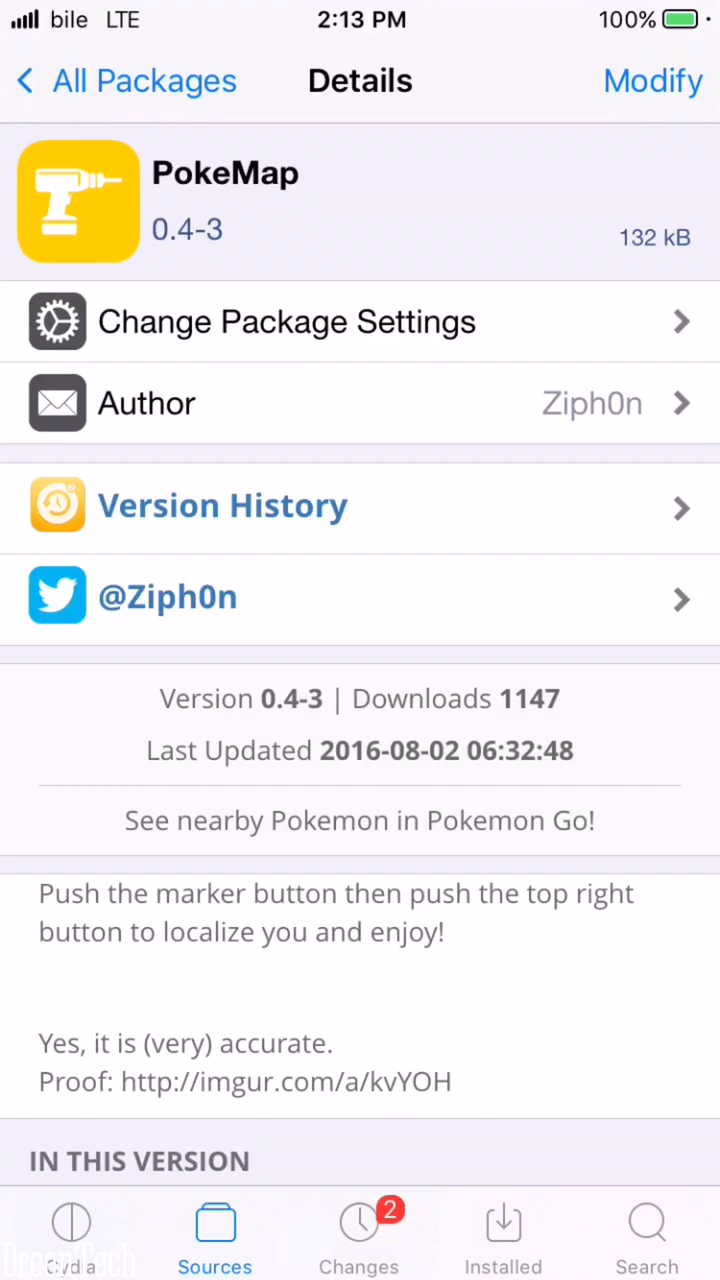 bile LTE 2:13 PM 100%
All Packages Details Modify
PokeMap
0.4-3
132 kB
Change Package Settings
Author Ziph0n
Version History
@Ziph0n
Version 0.4-3 | Downloads 1147
Last Updated 2016-08-02 06:32:48
See nearby Pokemon in Pokemon Go!
Push the marker button then push the top right
button to localize you and enjoy!
Yes, it is (very) accurate.
Proof: http://imgur.com/a/kvYOH
IN THIS VERSION
2
Sources Changes Installed Search